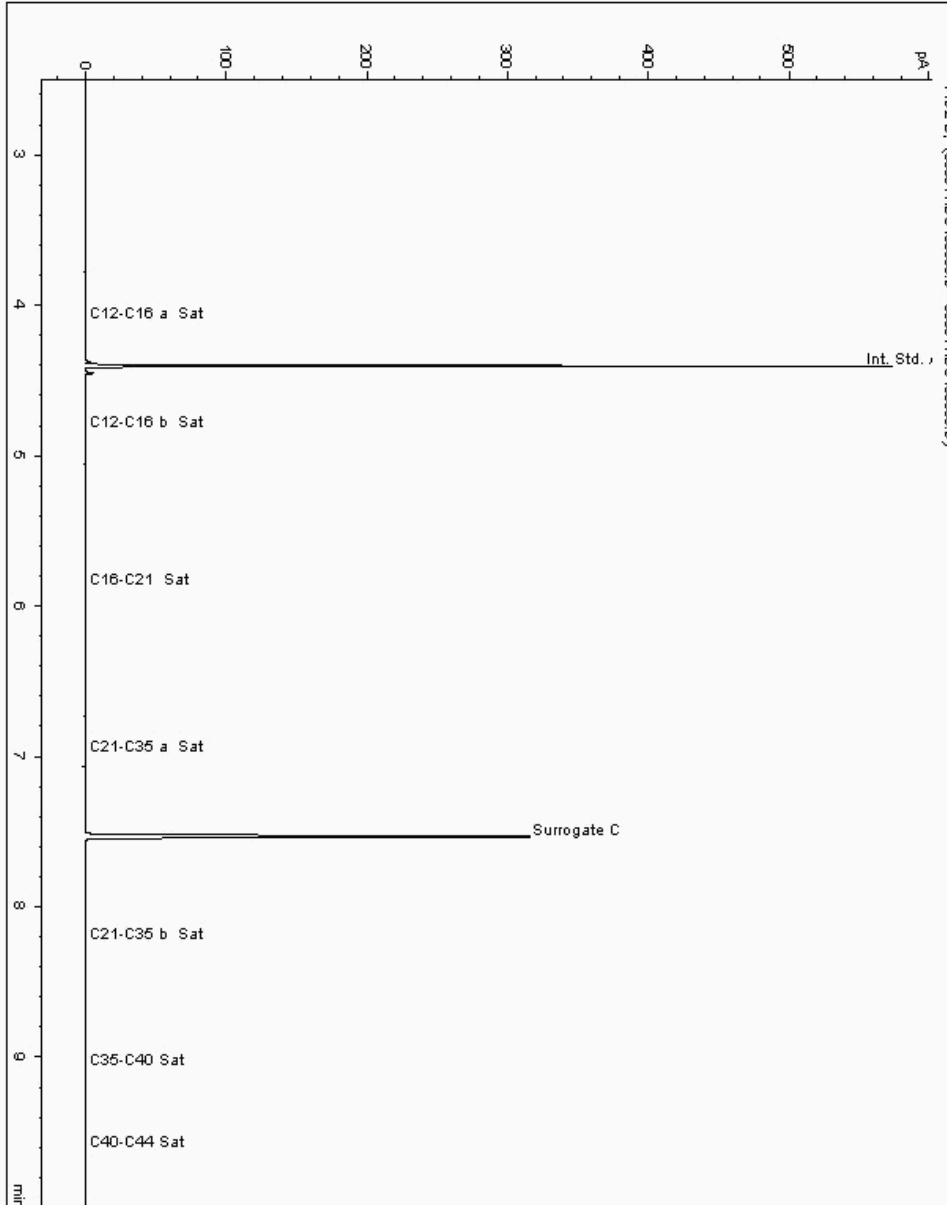 0
100
200
300
400
500
pA
3
4
5
6
7
8
9
min
C12-C16 a Sat
Int. Std.
C12-C16 b Sat
C16-C21 Sat
C21-C35 a Sat
Surrogate C
C21-C35 b Sat
C35-C40 Sat
C40-C44 Sat